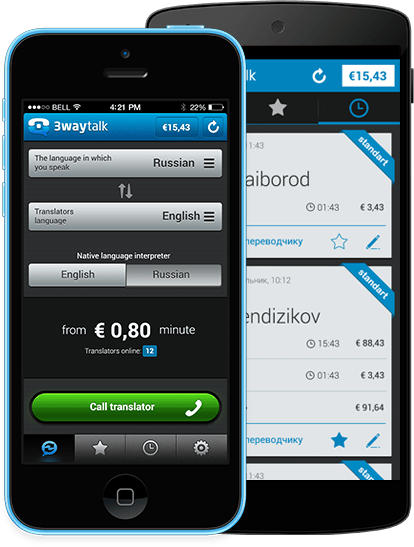 BELL 4:21 PM 22%
3waytalk €15,43
The language in which
you speak
Russian
Translators
language
English
Native language interpreter
English Russian
from € 0,80 minute
Translators online: 12
Call translator
lk €15,43
1:43
standart
aiborod
01:43 € 3,43
переводчику
льник, 10:12
standart
endizikov
15:43 € 88,43
01:43 € 3,43
€ 91,64
переводчику